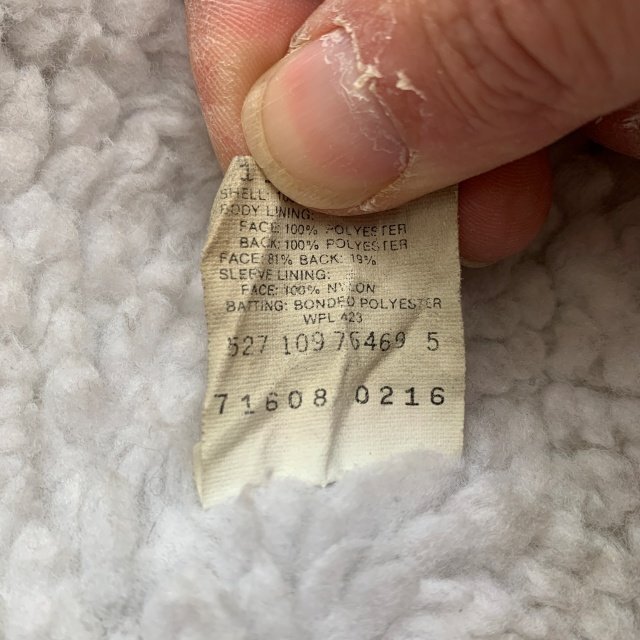 SHELL:
BODY LINING:
FACE: 100% POLYESTER
BACK: 100% POLYESTER
FACE: 81% BACK: 19%
SLEEVE LINING:
FACE: 100% NYLON
BATTING: BONDED POLYESTER
WPL 423
527 109 76469 5
71608 0216